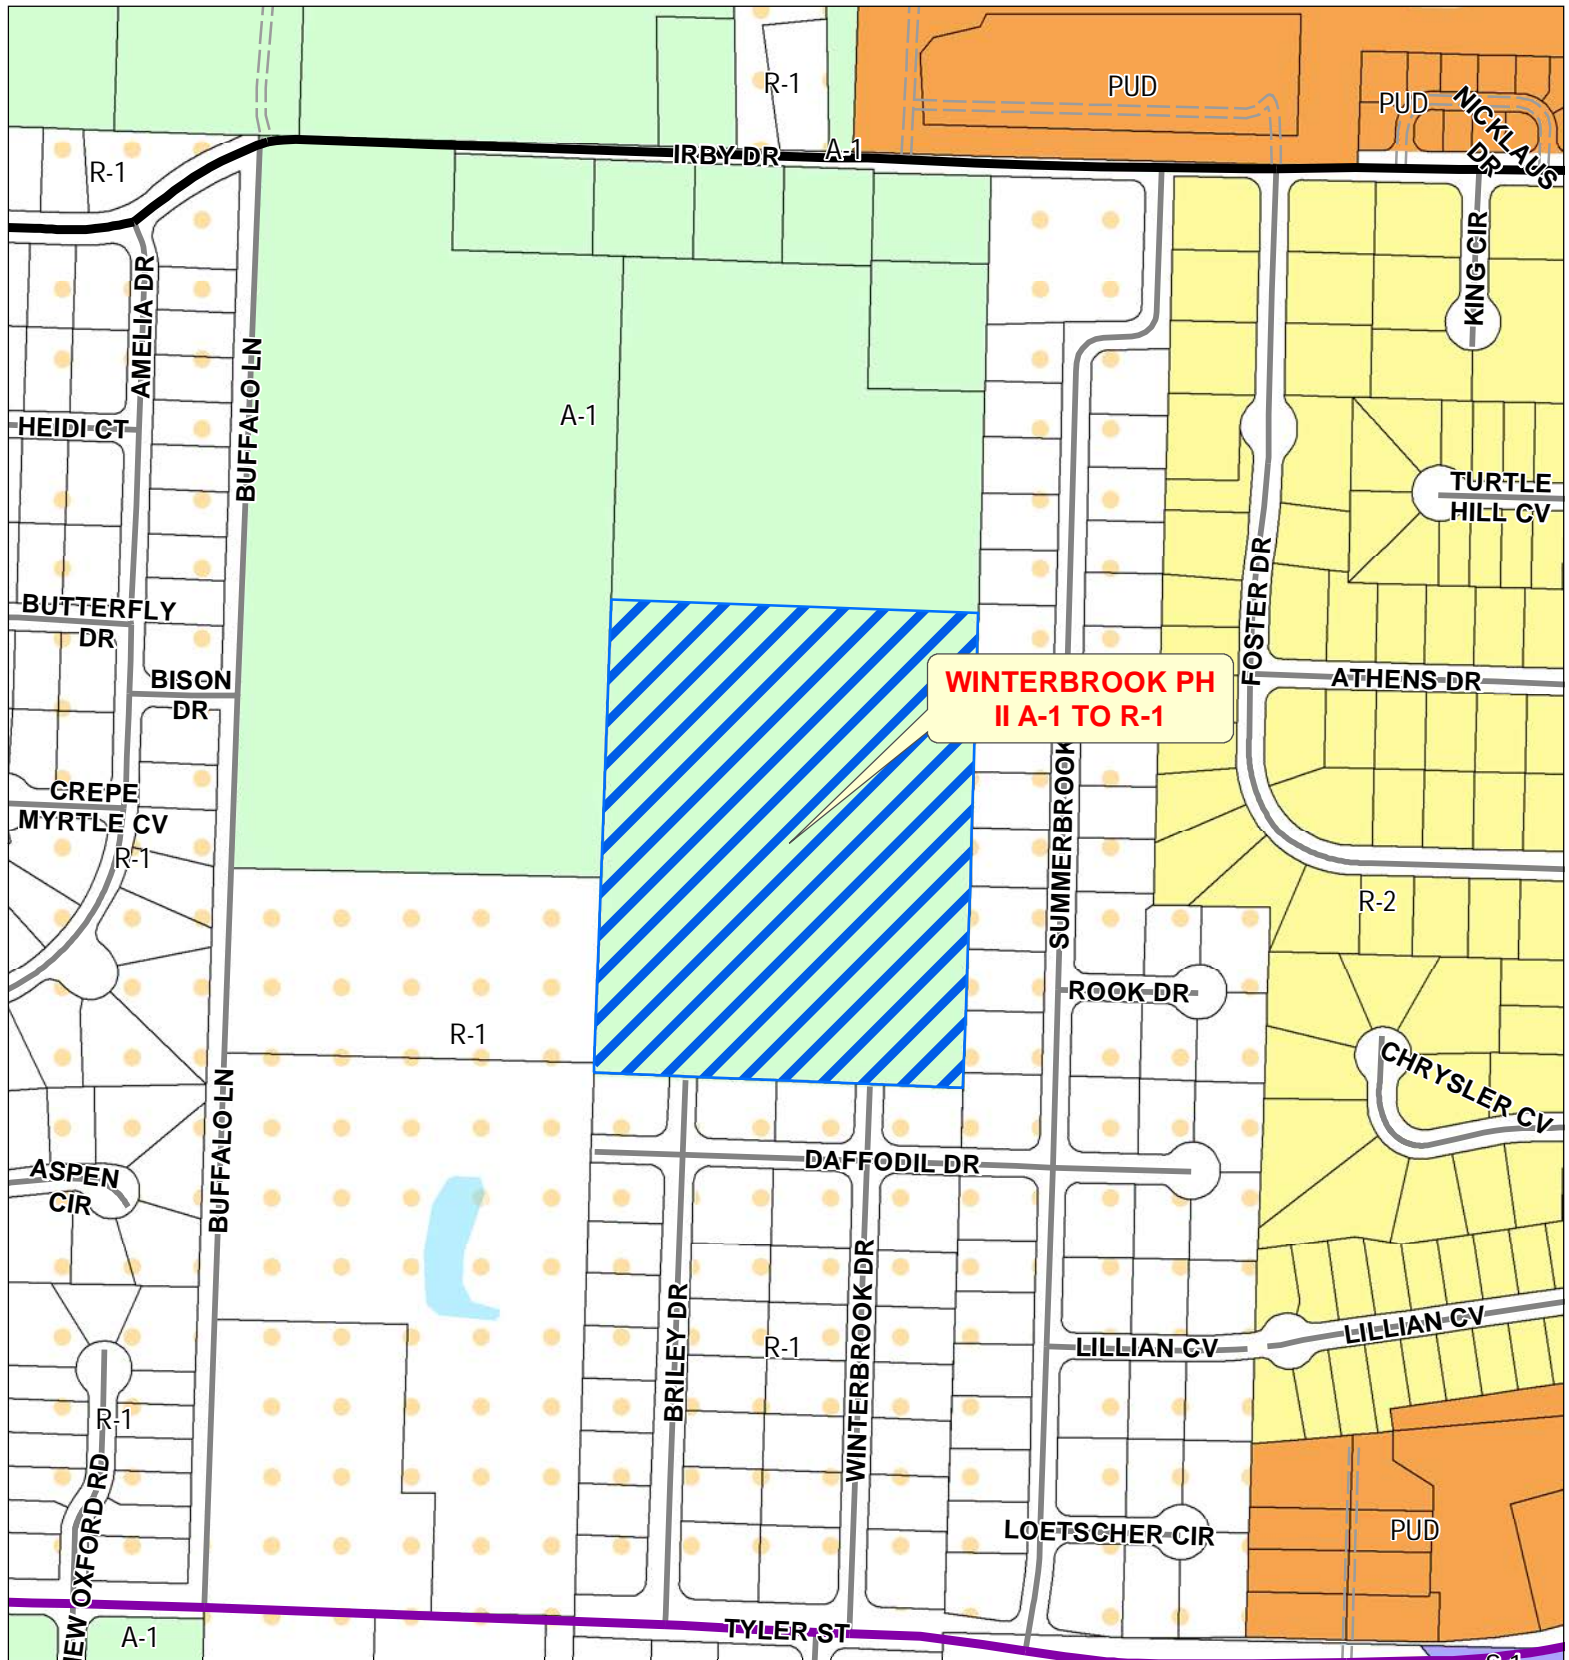 R-1
PUD
PUD
NICKLAUS
DR
R-1
IRBY DR
A-1
KING CIR
AMELIA DR
BUFFALO LN
HEIDI CT
A-1
TURTLE
HILL CV
FOSTER DR
BUTTERFLY
DR
BISON
DR
WINTERBROOK PH
II A-1 TO R-1
ATHENS DR
CREPE
MYRTLE CV
R-1
SUMMERBROOK
R-2
ROOK DR
R-1
CHRYSLER CV
BUFFALO LN
ASPEN
CIR
DAFFODIL DR
BRILEY DR
WINTERBROOK DR
R-1
LILLIAN CV
LILLIAN CV
R-1
NEW OXFORD RD
LOETSCHER CIR
PUD
A-1
TYLER ST